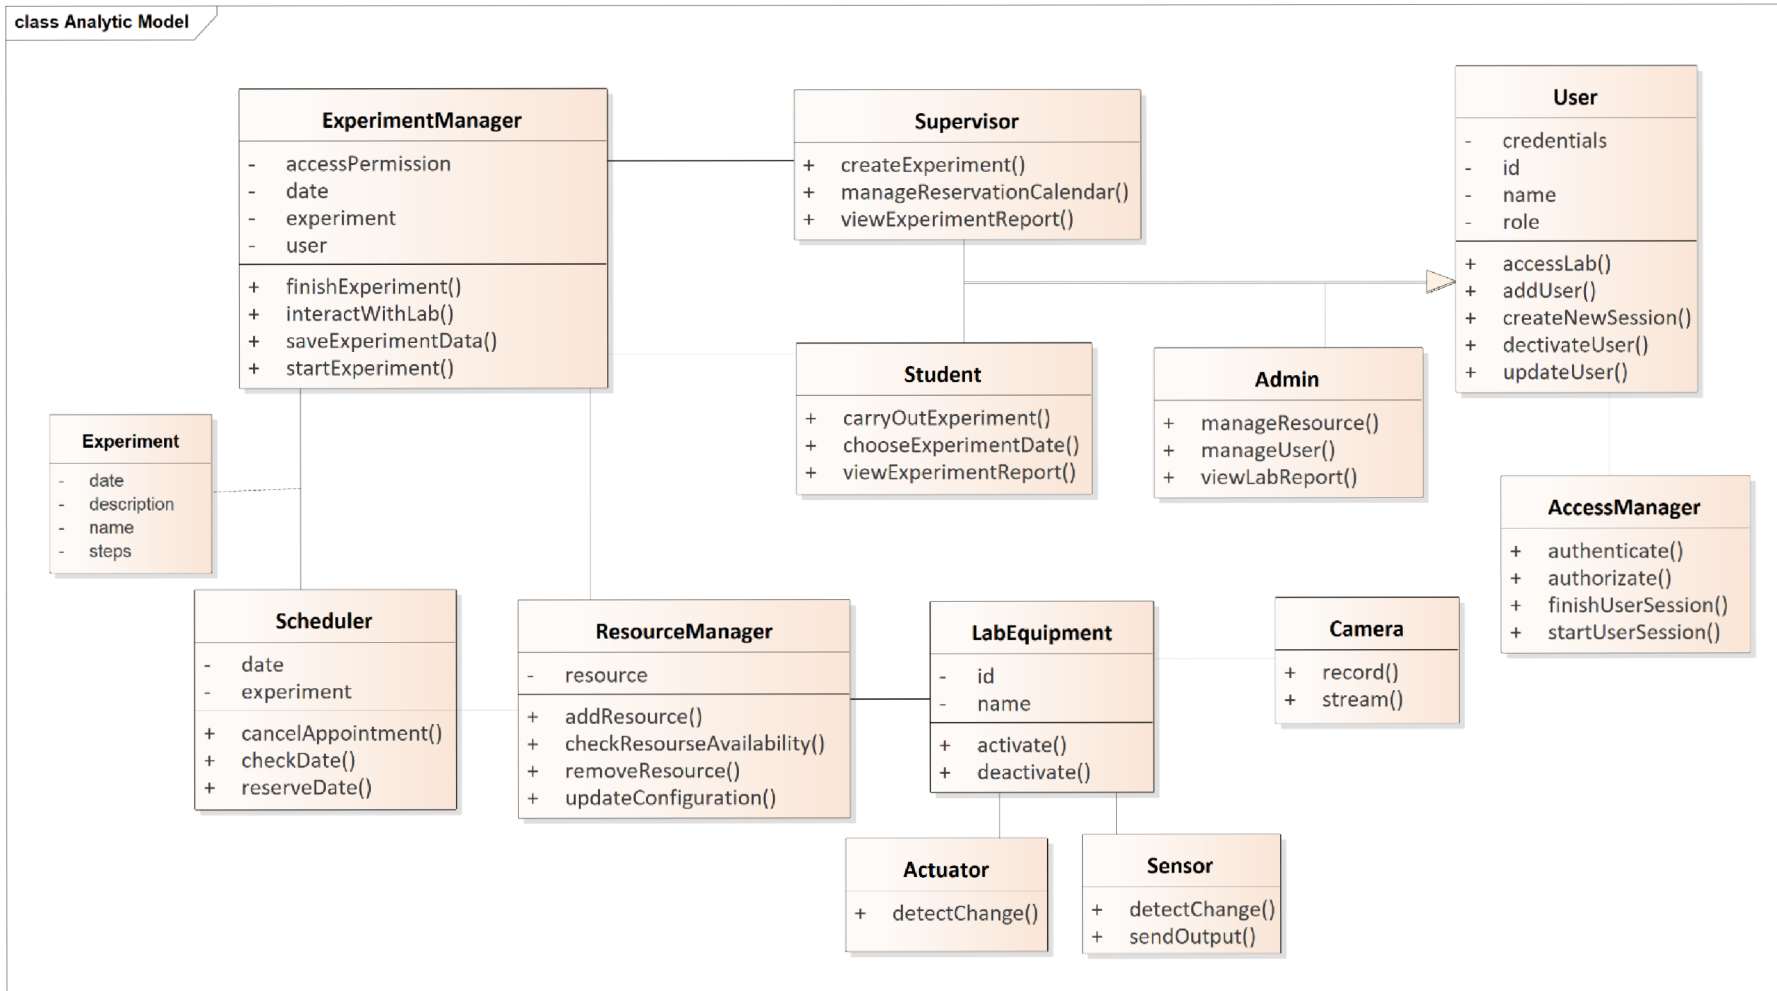 class Analytic Model
ExperimentManager
- accessPermission
- date
- experiment
- user
+ finishExperiment()
+ interactWithLab()
+ saveExperimentData()
+ startExperiment()
Supervisor
+ createExperiment()
+ manageReservationCalendar()
+ viewExperimentReport()
User
- credentials
- id
- name
- role
+ accessLab()
+ addUser()
+ createNewSession()
+ dectivateUser()
+ updateUser()
Student
+ carryOutExperiment()
+ chooseExperimentDate()
+ viewExperimentReport()
Admin
+ manageResource()
+ manageUser()
+ viewLabReport()
Experiment
- date
- description
- name
- steps
AccessManager
+ authenticate()
+ authorizate()
+ finishUserSession()
+ startUserSession()
Scheduler
- date
- experiment
+ cancelAppointment()
+ checkDate()
+ reserveDate()
ResourceManager
- resource
+ addResource()
+ checkResourseAvailability()
+ removeResource()
+ updateConfiguration()
LabEquipment
- id
- name
+ activate()
+ deactivate()
Camera
+ record()
+ stream()
Actuator
+ detectChange()
Sensor
+ detectChange()
+ sendOutput()